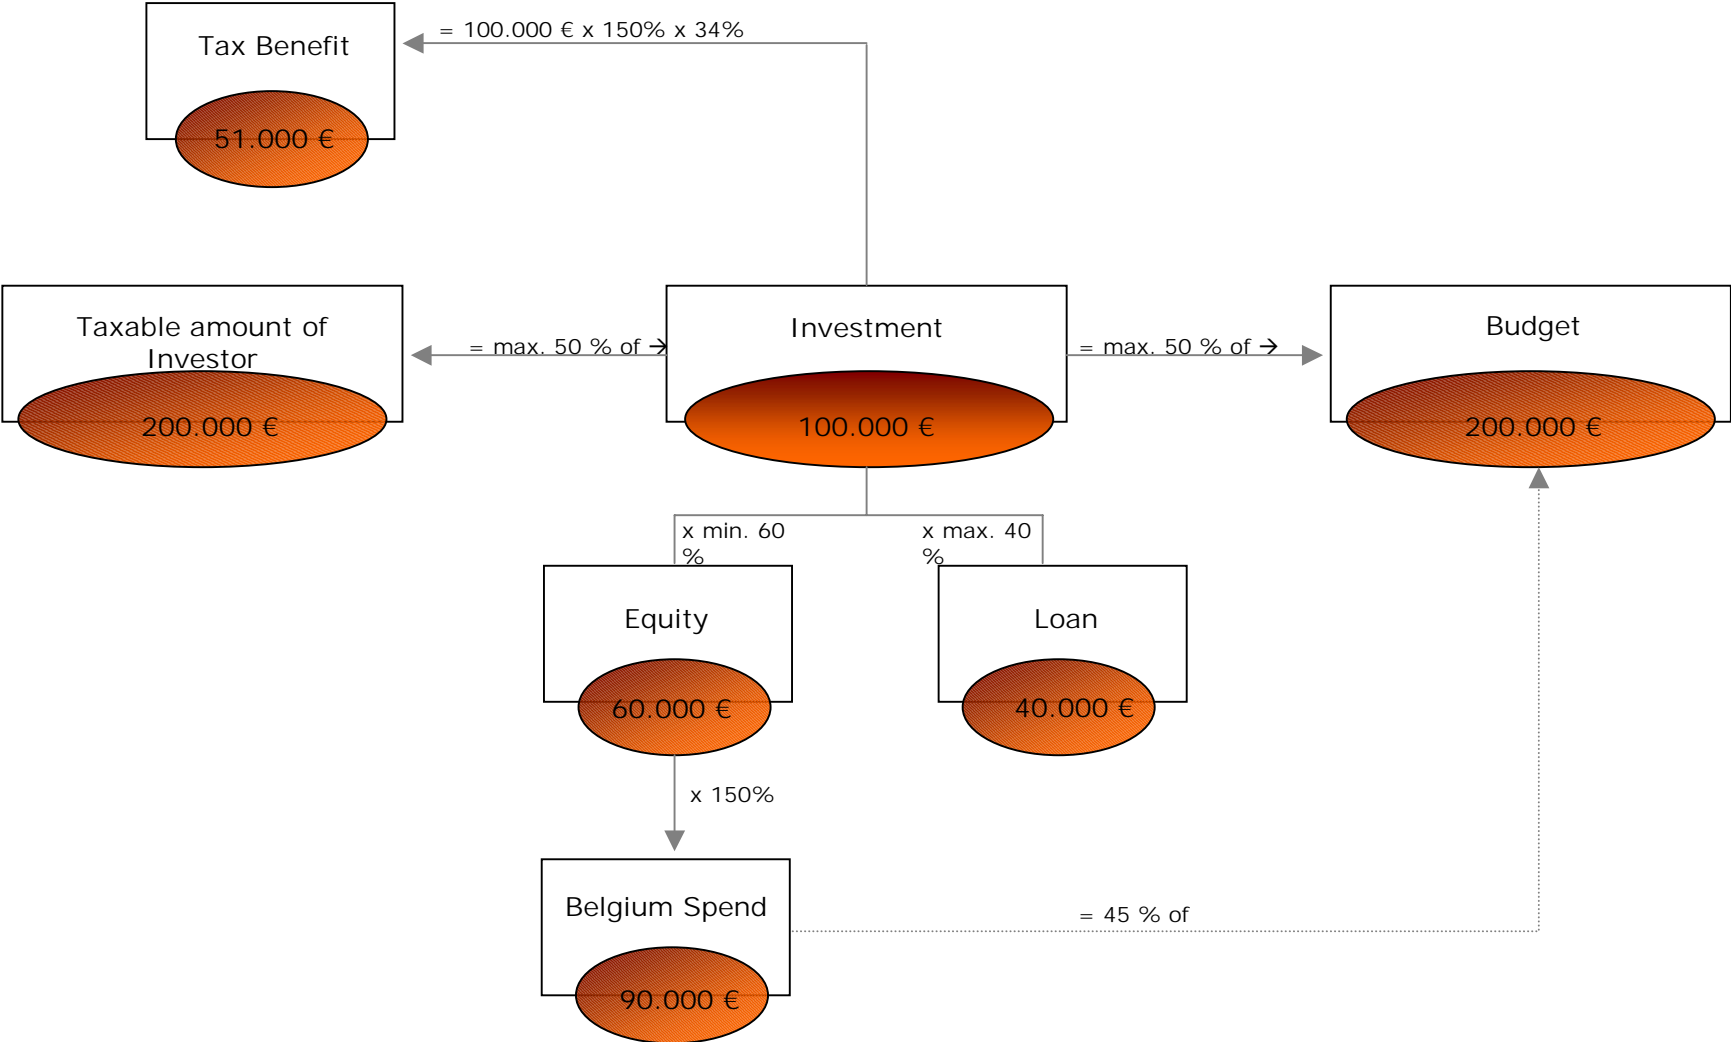 = 100.000 € x 150% x 34%
Tax Benefit
51.000 €
Taxable amount of
Investor
200.000 €
= max. 50 % of →
Investment
100.000 €
= max. 50 % of →
Budget
200.000 €
x min. 60
%
x max. 40
%
Equity
60.000 €
Loan
40.000 €
x 150%
Belgium Spend
90.000 €
= 45 % of